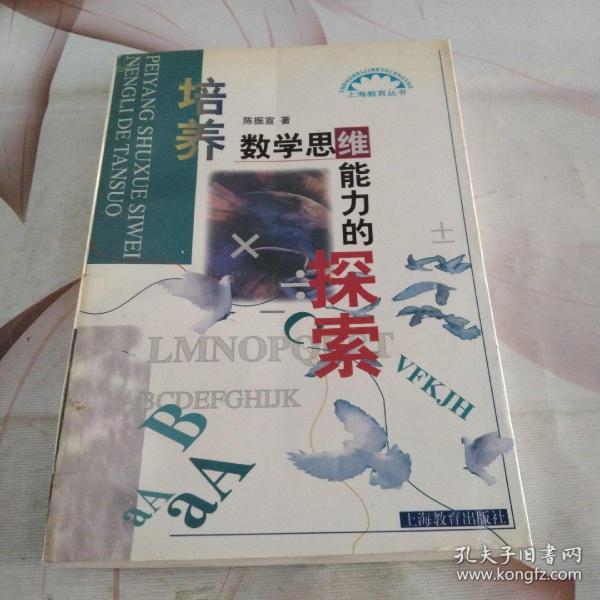 PEIYANG SHUXUE SIWEI
NENGLI DE TANSUO
培养
陈振宣 著
数学思维
能力的
探索
上海教育丛书
LMNOPQRST
ABCDEFGHIJK
VFKJH
B
aA
aA
上海教育出版社
孔夫子旧书网
www.kongfz.com